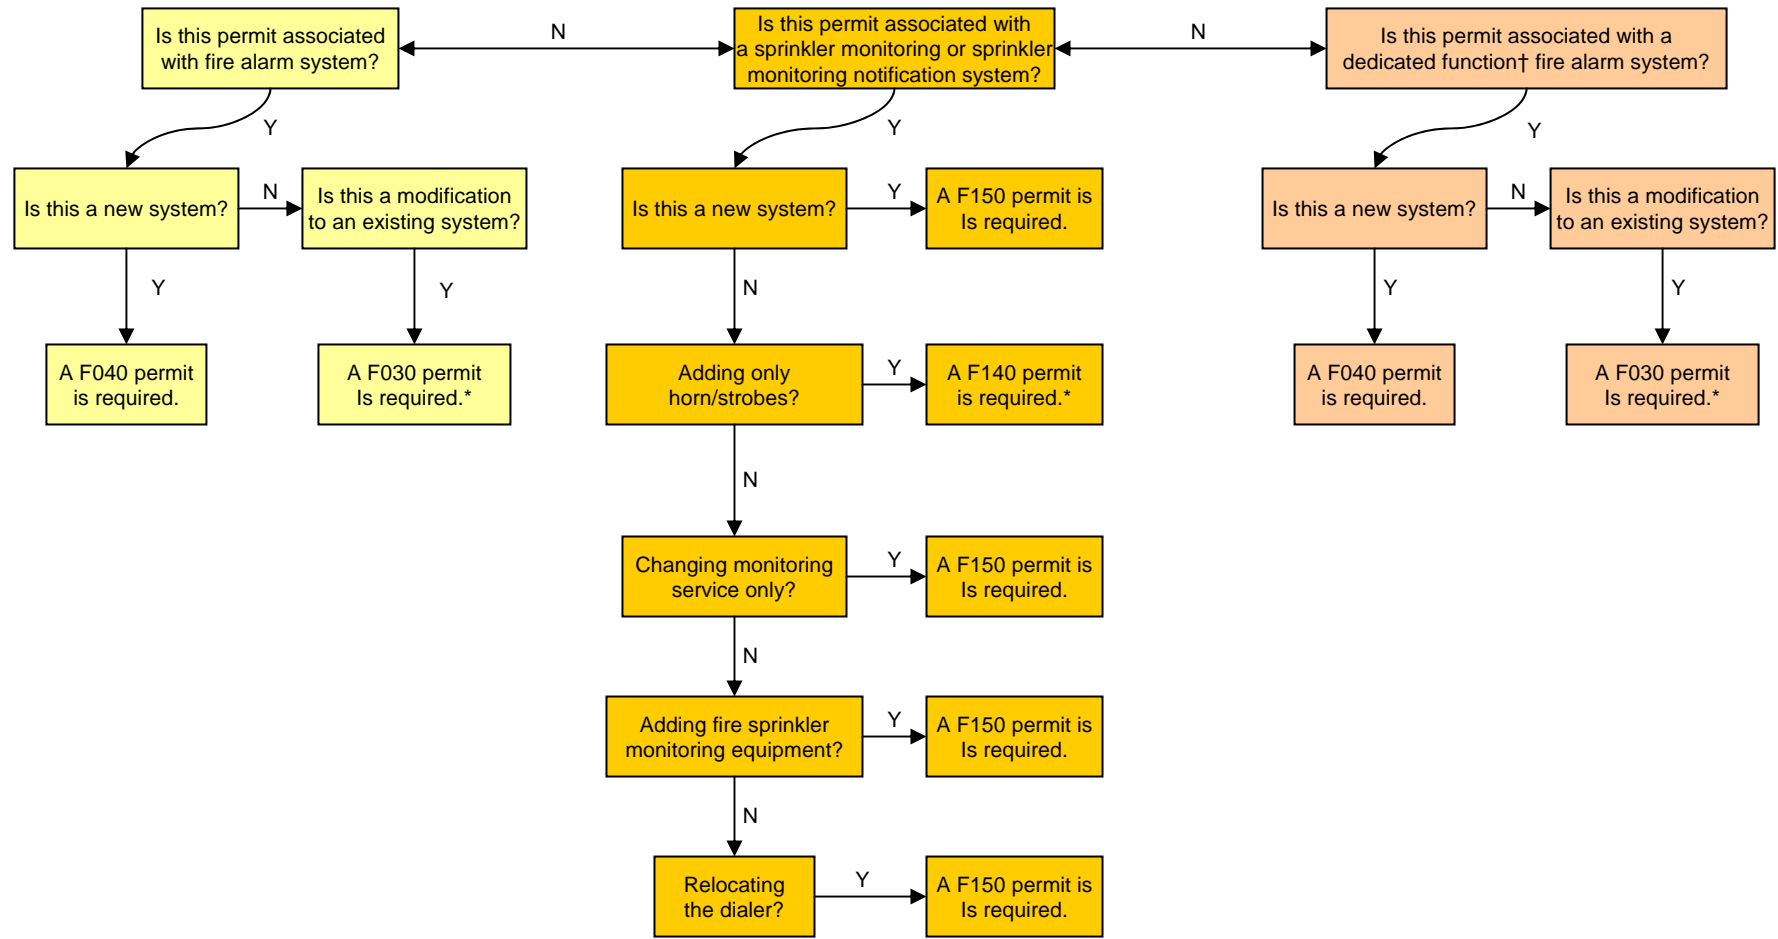 Is this permit associated
with fire alarm system?
N
Is this permit associated with
a sprinkler monitoring or sprinkler
monitoring notification system?
N
Is this permit associated with a
dedicated function† fire alarm system?
Y
Y
Y
Is this a new system?
N
Is this a modification
to an existing system?
Is this a new system?
Y
A F150 permit is
Is required.
Is this a new system?
N
Is this a modification
to an existing system?
Y
Y
N
Y
Y
A F040 permit
is required.
A F030 permit
Is required.*
Adding only
horn/strobes?
Y
A F140 permit
is required.*
A F040 permit
is required.
A F030 permit
Is required.*
N
Changing monitoring
service only?
Y
A F150 permit is
Is required.
N
Adding fire sprinkler
monitoring equipment?
Y
A F150 permit is
Is required.
N
Relocating
the dialer?
Y
A F150 permit is
Is required.